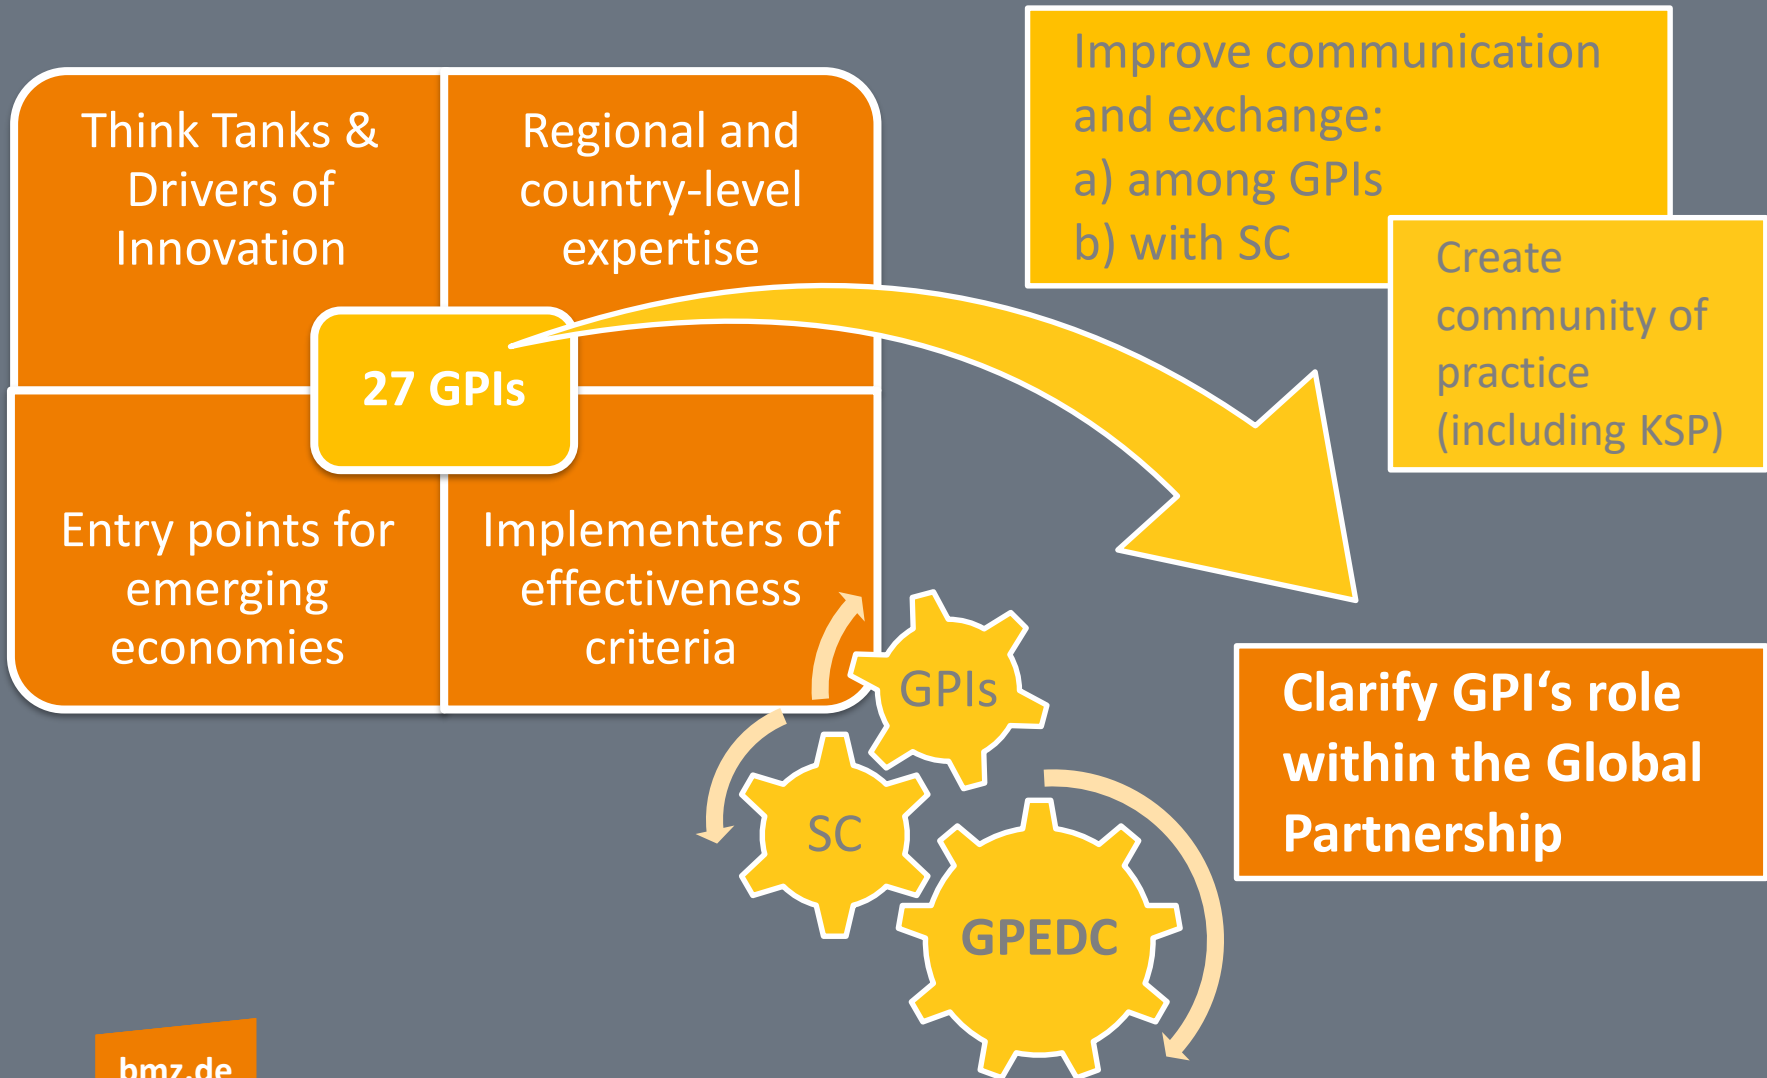 Think Tanks &
Drivers of
Innovation
Regional and
country-level
expertise
27 GPIs
Entry points for
emerging
economies
Implementers of
effectiveness
criteria
Improve communication
and exchange:
a) among GPIs
b) with SC
Create
community of
practice
(including KSP)
GPIs
SC
GPEDC
Clarify GPI‘s role
within the Global
Partnership
bmz.de